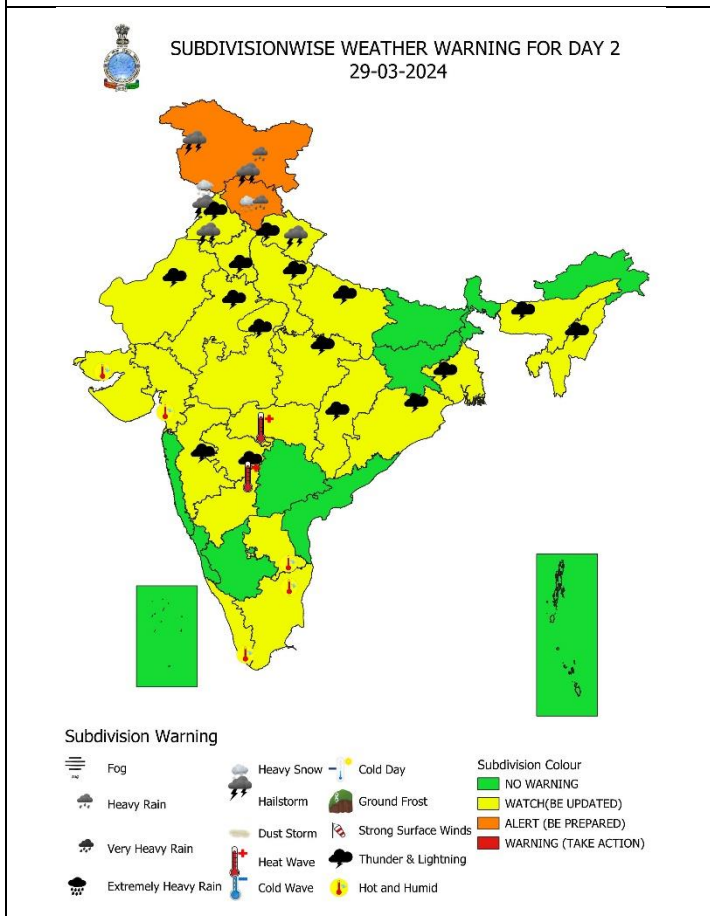 SUBDIVISIONWISE WEATHER WARNING FOR DAY 2
29-03-2024
Subdivision Warning
Fog
Heavy Rain
Very Heavy Rain
Extremely Heavy Rain
Heavy Snow
Hailstorm
Dust Storm
Heat Wave
Cold Wave
Cold Day
Ground Frost
Strong Surface Winds
Thunder & Lightning
Hot and Humid
Subdivision Colour
NO WARNING
WATCH(BE UPDATED)
ALERT (BE PREPARED)
WARNING (TAKE ACTION)